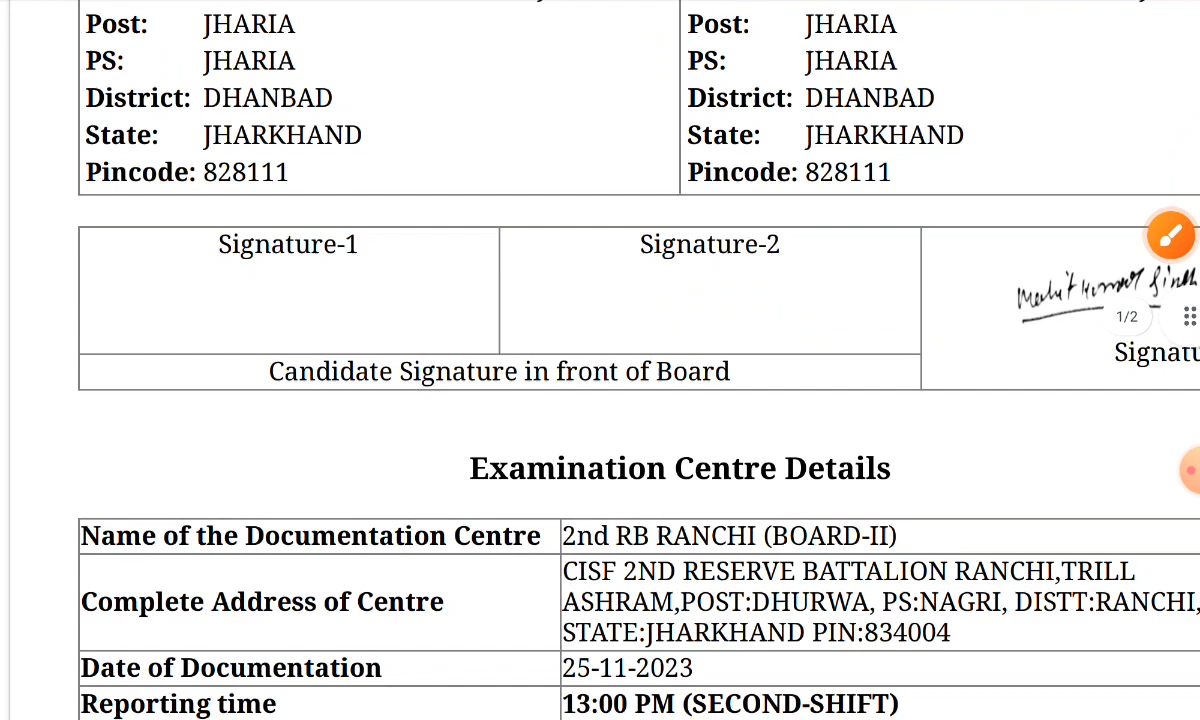 Post: JHARIA Post: JHARIA
PS: JHARIA PS: JHARIA
District: DHANBAD District: DHANBAD
State: JHARKHAND State: JHARKHAND
Pincode: 828111 Pincode: 828111
Signature-1 Signature-2
1/2
Signatu
Candidate Signature in front of Board
Examination Centre Details
Name of the Documentation Centre 2nd RB RANCHI (BOARD-II)
Complete Address of Centre CISF 2ND RESERVE BATTALION RANCHI,TRILL
ASHRAM,POST:DHURWA, PS:NAGRI, DISTT:RANCHI,
STATE:JHARKHAND PIN:834004
Date of Documentation 25-11-2023
Reporting time 13:00 PM (SECOND-SHIFT)